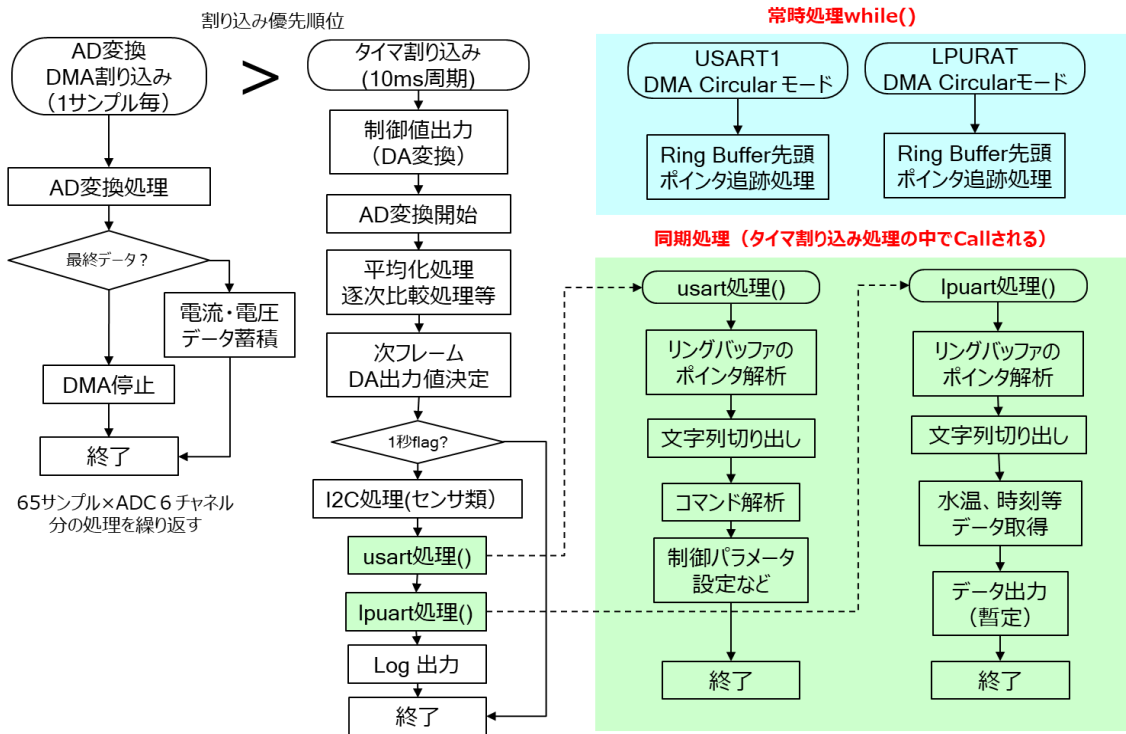 割り込み優先順位
AD変換
DMA割り込み
(1サンプル毎)
>
タイマ割り込み
(10ms周期)
AD変換処理
最終データ?
電流・電圧
データ蓄積
DMA停止
終了
65サンプル×ADC6チャネル
分の処理を繰り返す
制御値出力
(DA変換)
AD変換開始
平均化処理
逐次比較処理等
次フレーム
DA出力値決定
1秒flag?
I2C処理(センサ類)
usart処理()
lpuart処理()
Log 出力
終了
常時処理while()
USART1
DMA Circularモード
Ring Buffer先頭
ポインタ追跡処理
LPURAT
DMA Circularモード
Ring Buffer先頭
ポインタ追跡処理
同期処理(タイマ割り込み処理の中でCallされる)
usart処理()
リングバッファの
ポインタ解析
文字列切り出し
コマンド解析
制御パラメータ
設定など
終了
lpuart処理()
リングバッファの
ポインタ解析
文字列切り出し
水温、時刻等
データ取得
データ出力
(暫定)
終了